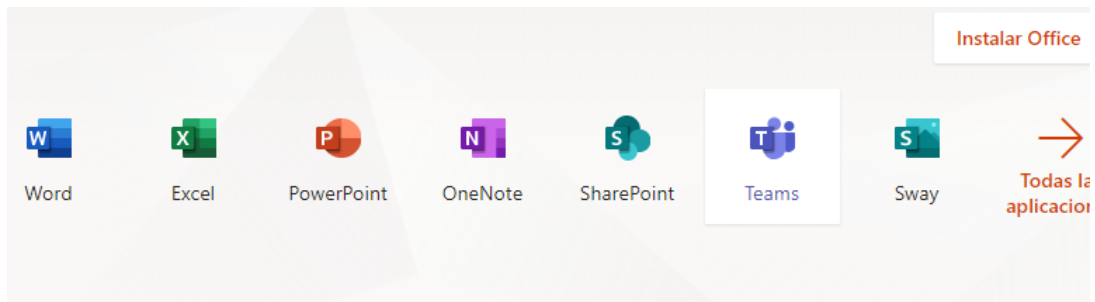 Instalar Office
W
X
P
N
S
T
S
Word
Excel
PowerPoint
OneNote
SharePoint
Teams
Sway
Todas la
aplicacion